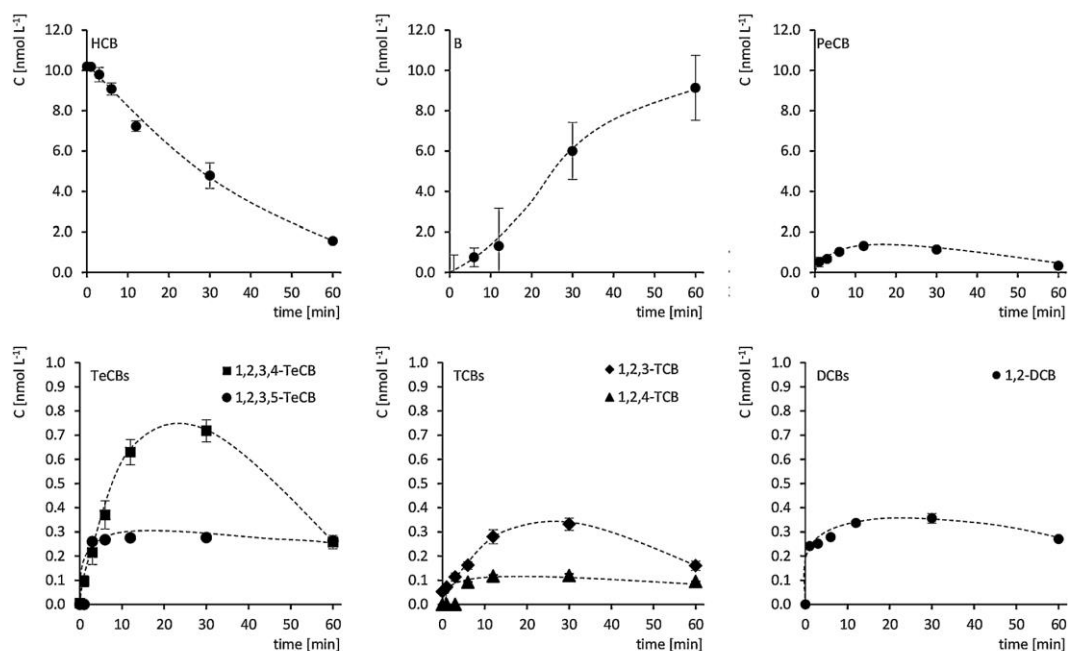 HCB
C [nmol L-1]
12.0
10.0
8.0
6.0
4.0
2.0
0.0
0 10 20 30 40 50 60
time [min]
B
C [nmol L-1]
12.0
10.0
8.0
6.0
4.0
2.0
0.0
0 10 20 30 40 50 60
time [min]
PeCB
C [nmol L-1]
12.0
10.0
8.0
6.0
4.0
2.0
0.0
0 10 20 30 40 50 60
time [min]
TeCBs
1,2,3,4-TeCB
1,2,3,5-TeCB
C [nmol L-1]
1.0
0.9
0.8
0.7
0.6
0.5
0.4
0.3
0.2
0.1
0.0
0 10 20 30 40 50 60
time [min]
TCBs
1,2,3-TCB
1,2,4-TCB
C [nmol L-1]
1.0
0.9
0.8
0.7
0.6
0.5
0.4
0.3
0.2
0.1
0.0
0 10 20 30 40 50 60
time [min]
DCBs
1,2-DCB
C [nmol L-1]
1.0
0.9
0.8
0.7
0.6
0.5
0.4
0.3
0.2
0.1
0.0
0 10 20 30 40 50 60
time [min]